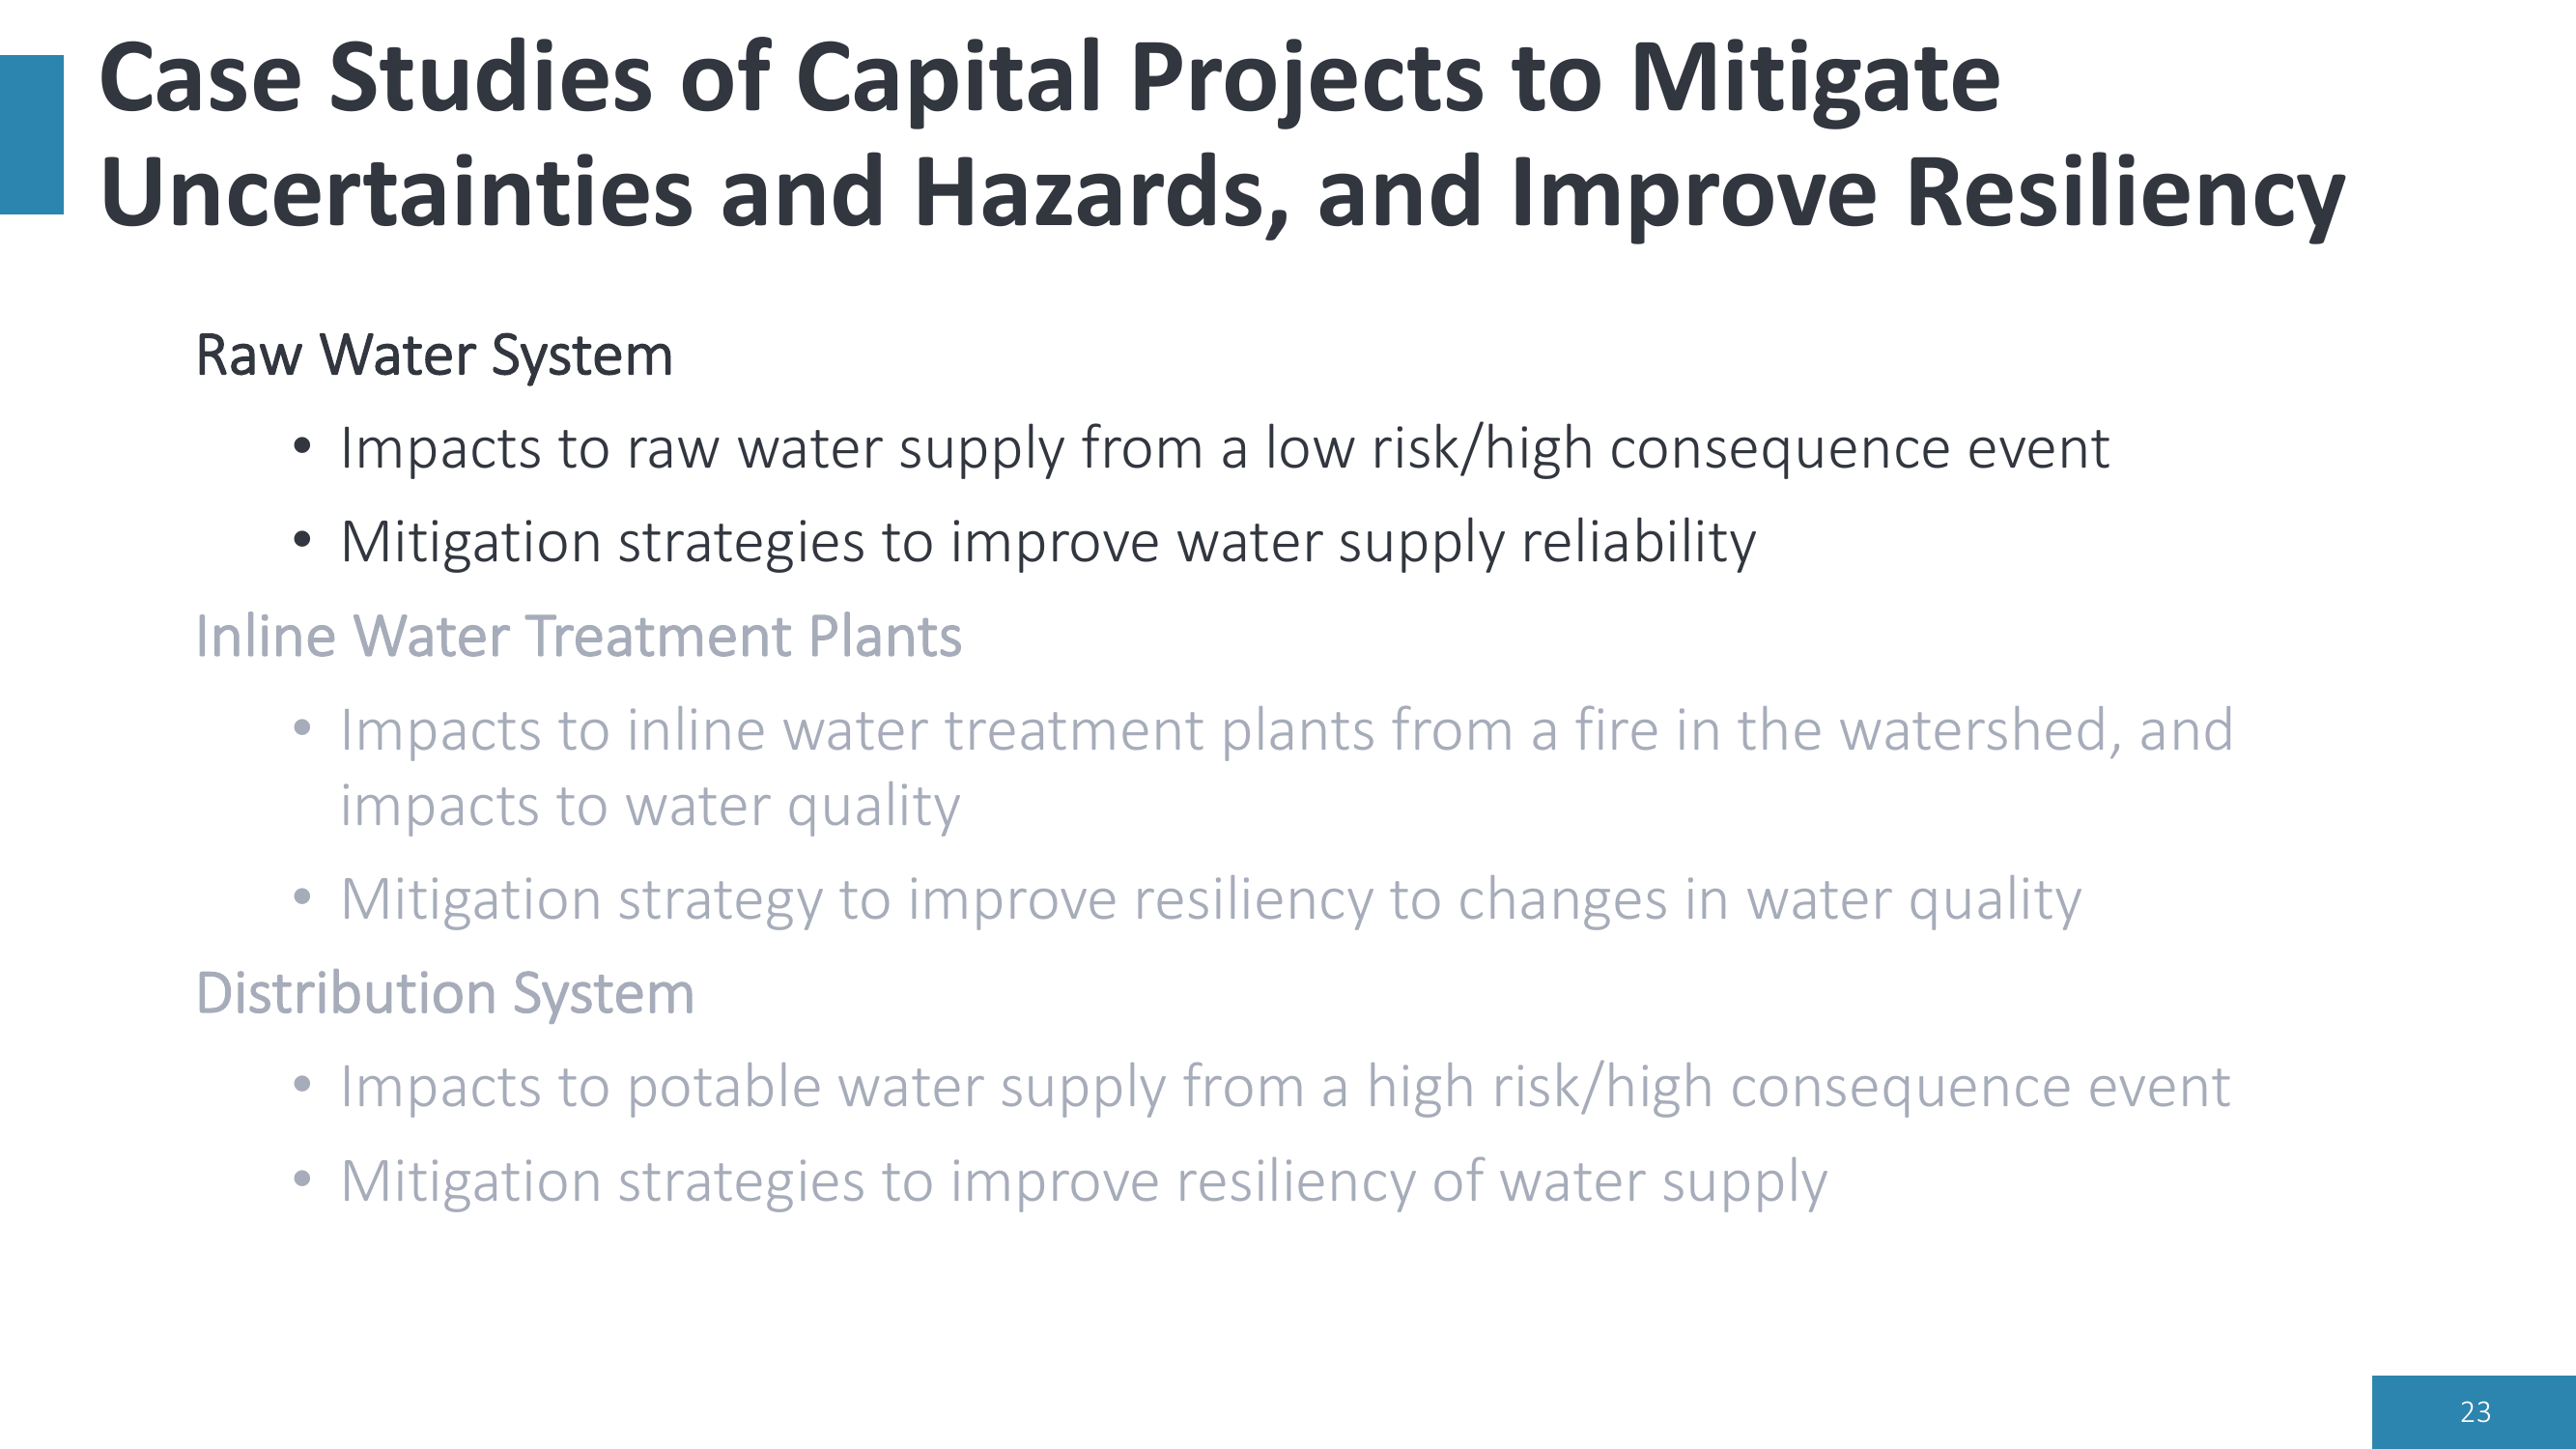 Case Studies of Capital Projects to Mitigate
Uncertainties and Hazards, and Improve Resiliency
Raw Water System
• Impacts to raw water supply from a low risk/high consequence event
• Mitigation strategies to improve water supply reliability
Inline Water Treatment Plants
• Impacts to inline water treatment plants from a fire in the watershed, and
impacts to water quality
• Mitigation strategy to improve resiliency to changes in water quality
Distribution System
• Impacts to potable water supply from a high risk/high consequence event
• Mitigation strategies to improve resiliency of water supply
23